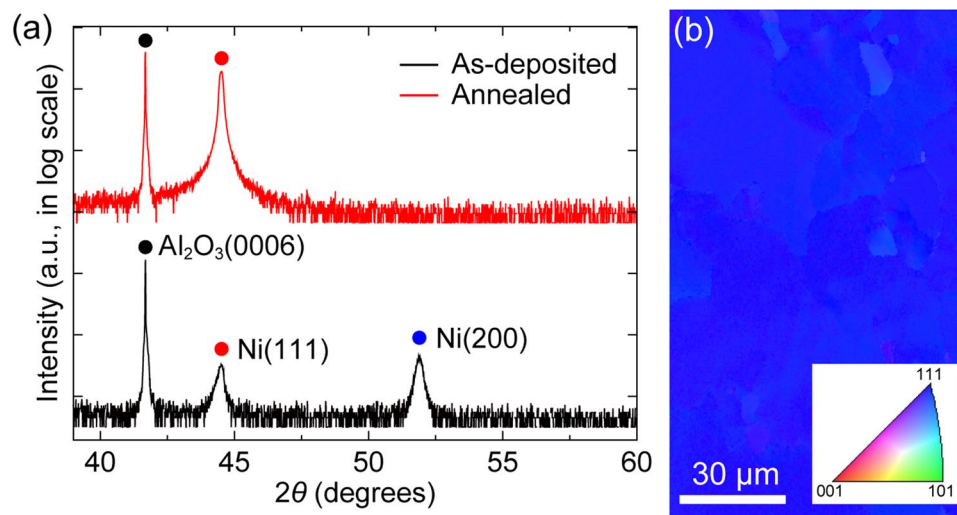 (a)
As-deposited
Annealed
Al₂O₃(0006)
Ni(111)
Ni(200)
Intensity (a.u., in log scale)
40 45 50 55 60
2θ (degrees)
(b)
30 μm
111
001 101